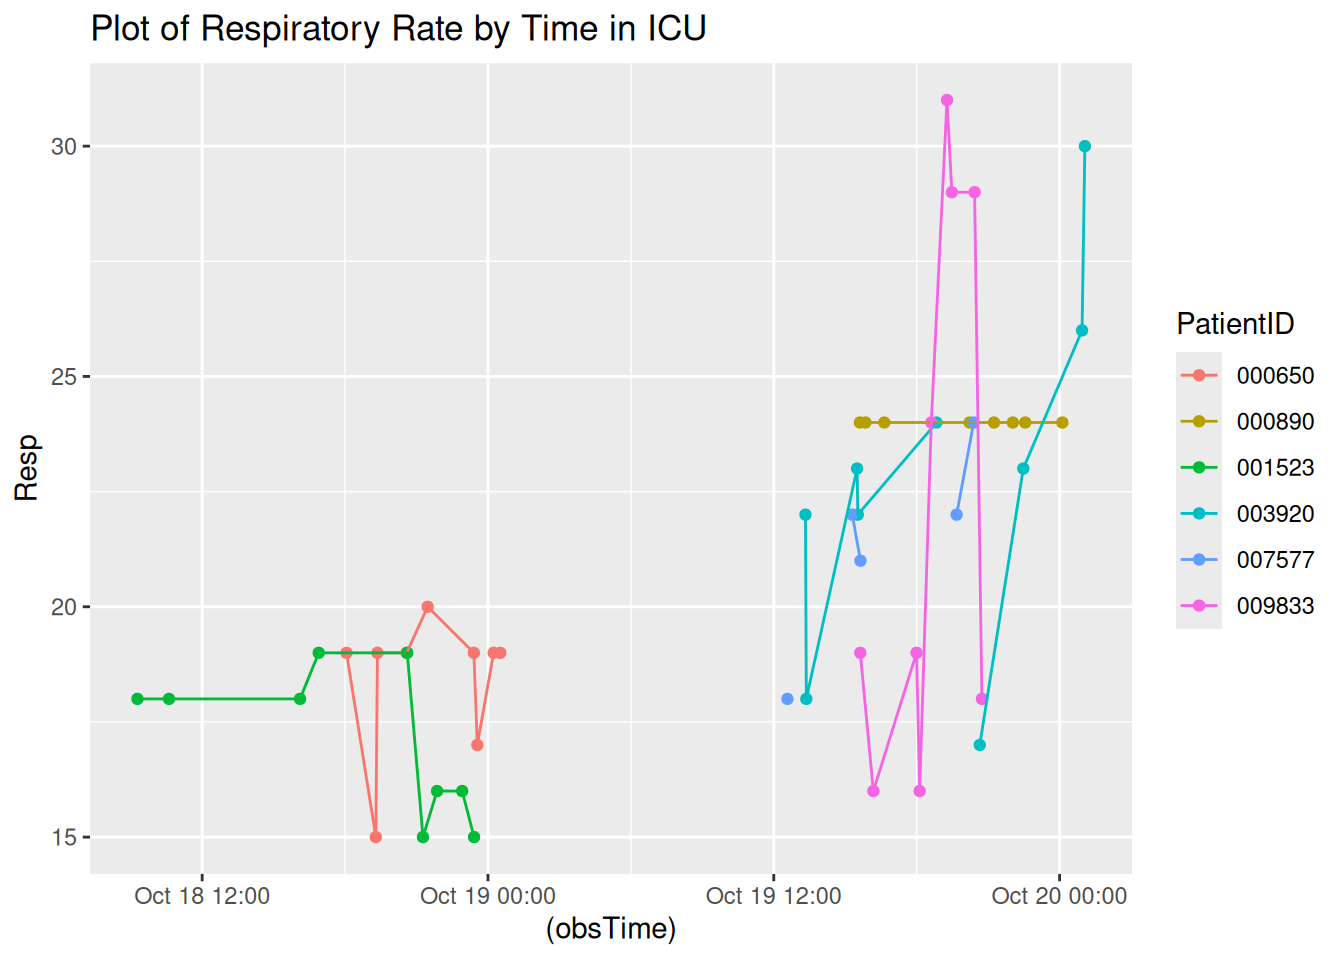 Plot of Respiratory Rate by Time in ICU
Resp
30
25
20
15
Oct 18 12:00
Oct 19 00:00
Oct 19 12:00
Oct 20 00:00
(obsTime)
PatientID
000650
000890
001523
003920
007577
009833